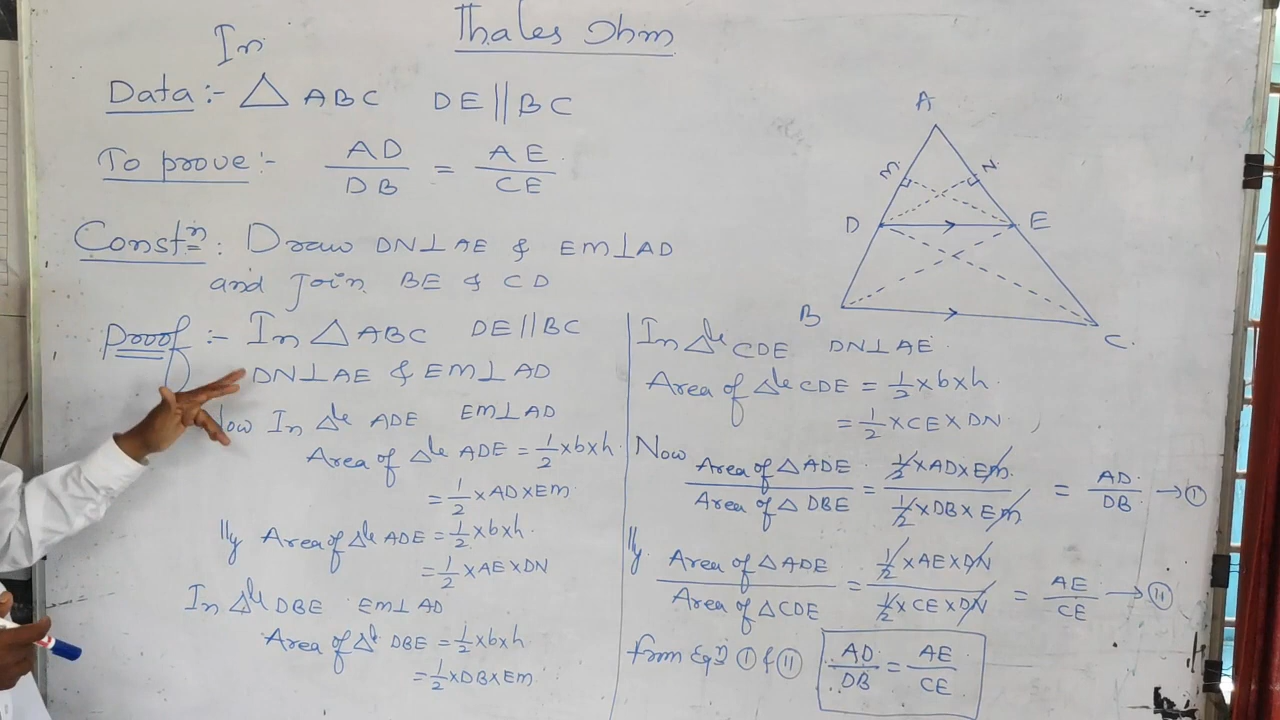 Thales Thm
In
Data :- △ ABC DE || BC
To prove :- AD/DB = AE/CE
Constⁿ : Draw DN ⊥ AE & EM ⊥ AD
and Join BE & CD
Proof :- In △ ABC DE || BC
DN ⊥ AE & EM ⊥ AD
Now In △le ADE EM ⊥ AD
Area of △le ADE = 1/2 × b × h
= 1/2 × AD × EM
lly Area of △le ADE = 1/2 × b × h
= 1/2 × AE × DN
In △le DBE EM ⊥ AD
Area of △le DBE = 1/2 × b × h
= 1/2 × DB × EM
A
M N
D E
B
C
In △le CDE DN ⊥ AE
Area of △le CDE = 1/2 × b × h
= 1/2 × CE × DN
Now Area of △ ADE / Area of △ DBE = 1/2 × AD × EM / 1/2 × DB × EM = AD/DB → (I)
lly Area of △ ADE / Area of △ CDE = 1/2 × AE × DN / 1/2 × CE × DN = AE/CE → (II)
from Eqⁿ (I) & (II) AD/DB = AE/CE